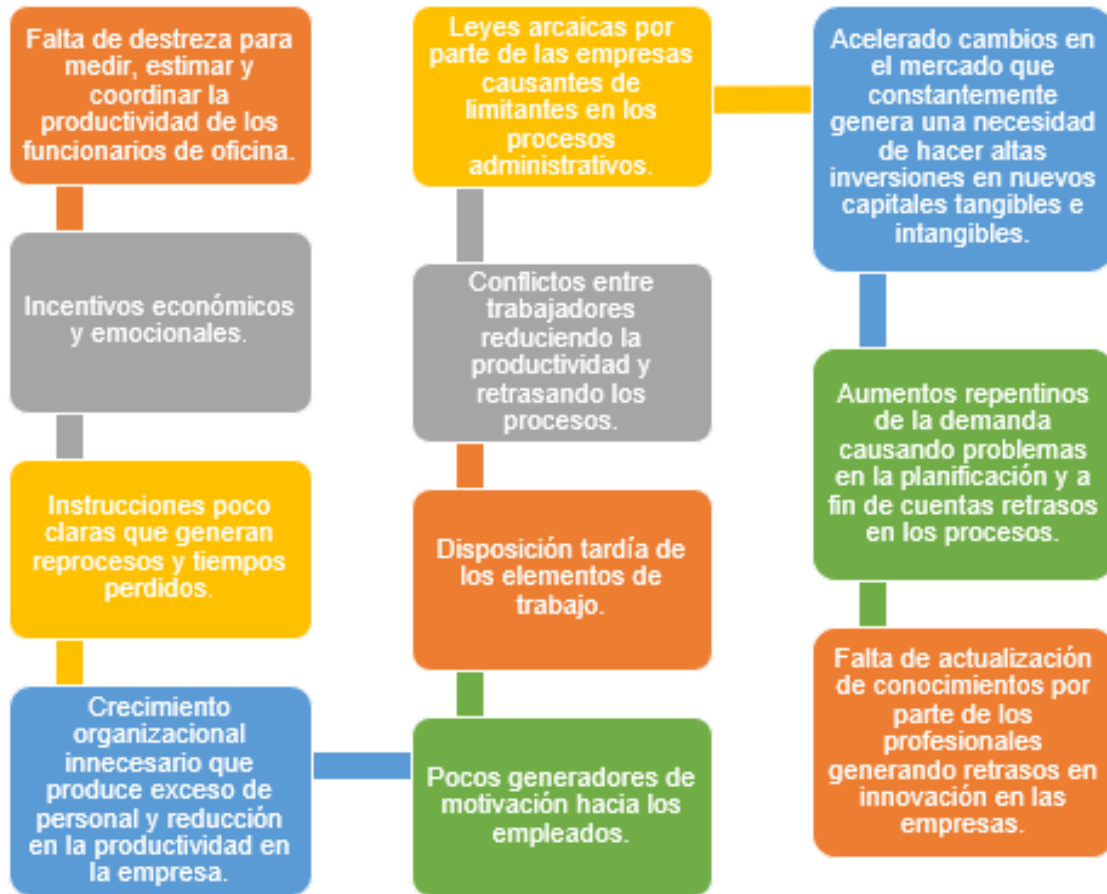 Falta de destreza para
medir, estimar y
coordinar la
productividad de los
funcionarios de oficina.
Incentivos económicos
y emocionales.
Instrucciones poco
claras que generan
reprocesos y tiempos
perdidos.
Crecimiento
organizacional
innecesario que
produce exceso de
personal y reducción
en la productividad en
la empresa.
Pocos generadores de
motivación hacia los
empleados.
Disposición tardía de
los elementos de
trabajo.
Conflictos entre
trabajadores
reduciendo la
productividad y
retrasando los
procesos.
Leyes arcaicas por
parte de las empresas
causantes de
limitantes en los
procesos
administrativos.
Acelerado cambios en
el mercado que
constantemente
genera una necesidad
de hacer altas
inversiones en nuevos
capitales tangibles e
intangibles.
Aumentos repentinos
de la demanda
causando problemas
en la planificación y a
fin de cuentas retrasos
en los procesos.
Falta de actualización
de conocimientos por
parte de los
profesionales
generando retrasos en
innovación en las
empresas.